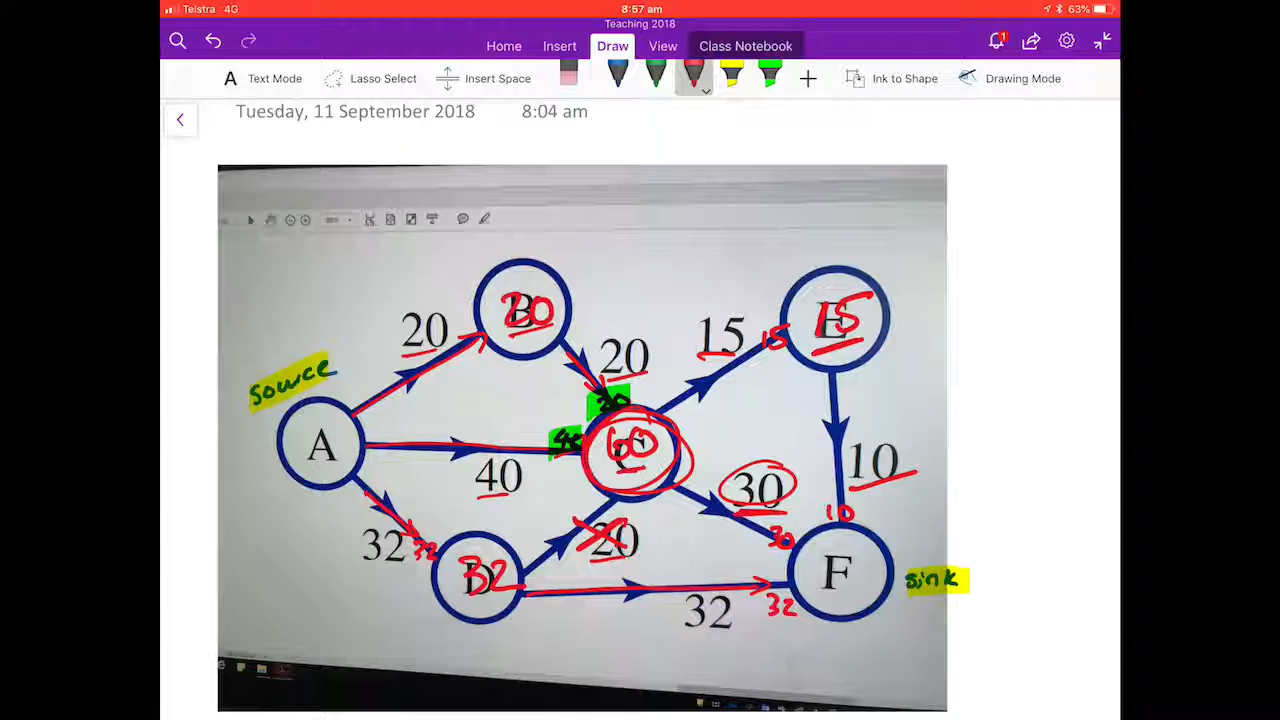 Telstra 4G 8:57 am 63%
Teaching 2018
Home Insert Draw View Class Notebook 1
A Text Mode Lasso Select Insert Space Ink to Shape Drawing Mode
Tuesday, 11 September 2018 8:04 am
20
20
20
15
15
15
source
A
40
60
30
10
10
30
32
32
32
20
F
sink
32
32